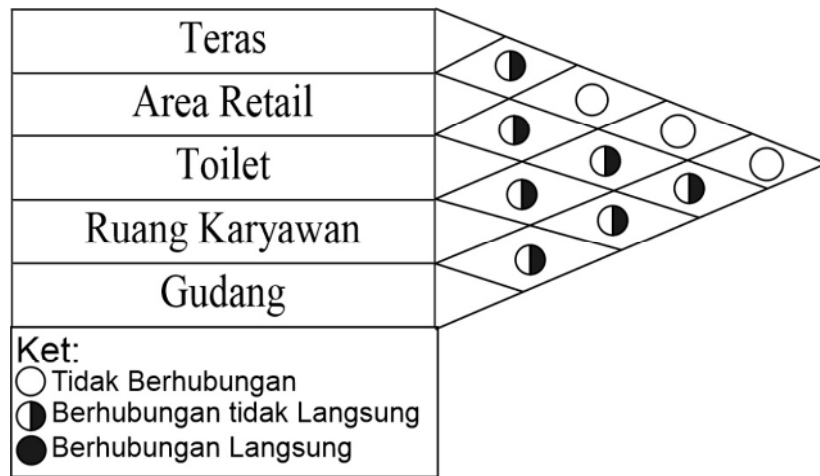 Teras
Area Retail
Toilet
Ruang Karyawan
Gudang
Ket:
Tidak Berhubungan
Berhubungan tidak Langsung
Berhubungan Langsung